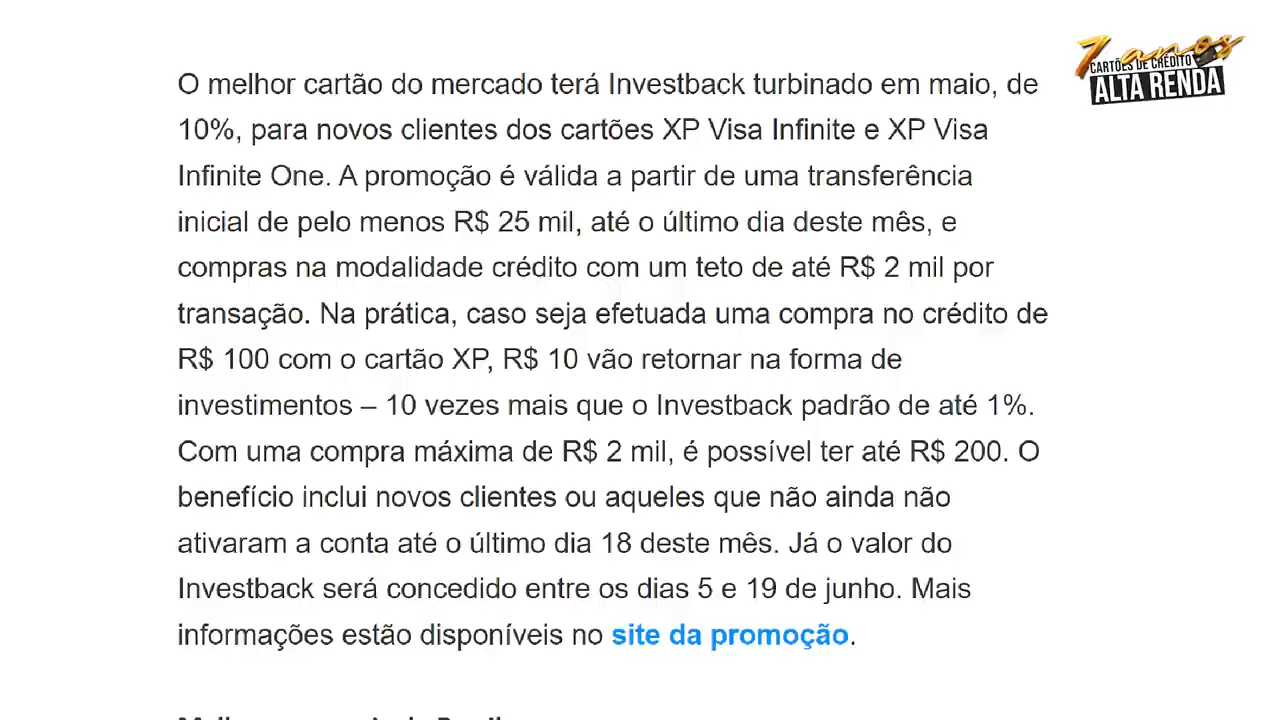 7 anos
CARTÕES DE CRÉDITO
ALTA RENDA
O melhor cartão do mercado terá Investback turbinado em maio, de
10%, para novos clientes dos cartões XP Visa Infinite e XP Visa
Infinite One. A promoção é válida a partir de uma transferência
inicial de pelo menos R$ 25 mil, até o último dia deste mês, e
compras na modalidade crédito com um teto de até R$ 2 mil por
transação. Na prática, caso seja efetuada uma compra no crédito de
R$ 100 com o cartão XP, R$ 10 vão retornar na forma de
investimentos – 10 vezes mais que o Investback padrão de até 1%.
Com uma compra máxima de R$ 2 mil, é possível ter até R$ 200. O
benefício inclui novos clientes ou aqueles que não ainda não
ativaram a conta até o último dia 18 deste mês. Já o valor do
Investback será concedido entre os dias 5 e 19 de junho. Mais
informações estão disponíveis no site da promoção.